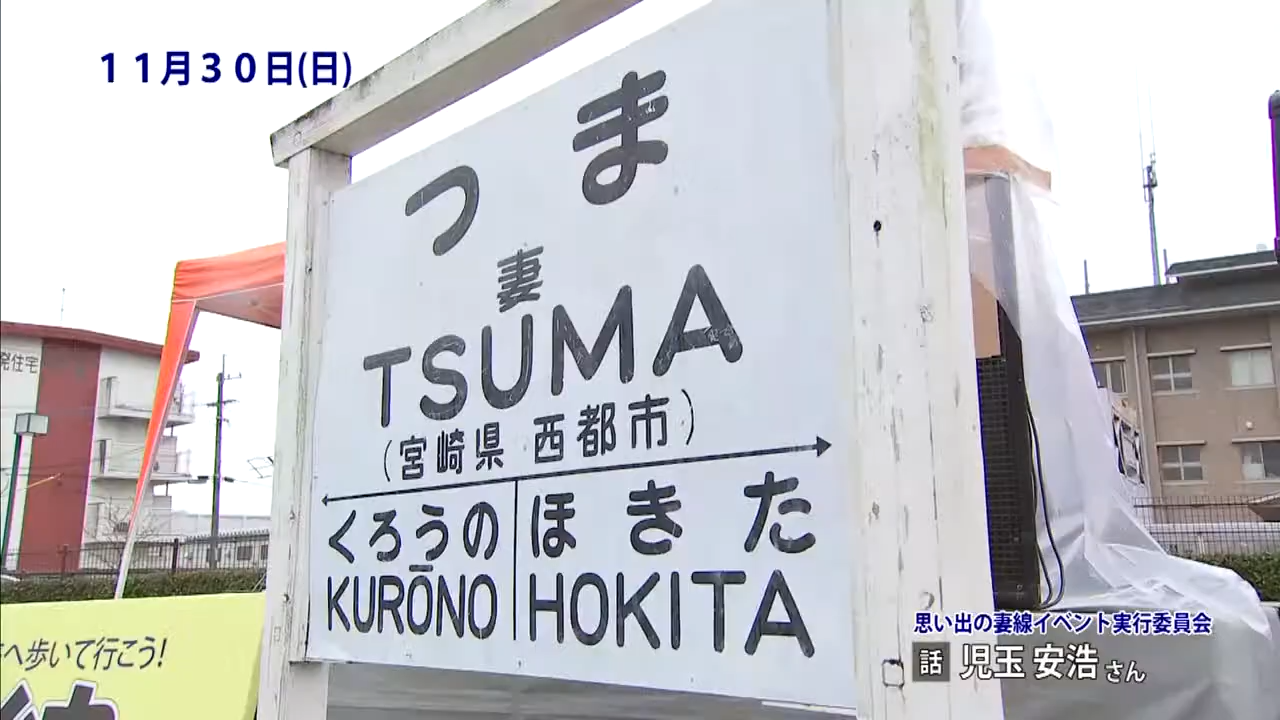 11月30日(日)
つま
妻
TSUMA
(宮崎県 西都市)
くろうの
ほきた
KURŌNO
HOKITA
発住宅
へ歩いて行こう!
思い出の妻線イベント実行委員会
話 児玉 安浩 さん